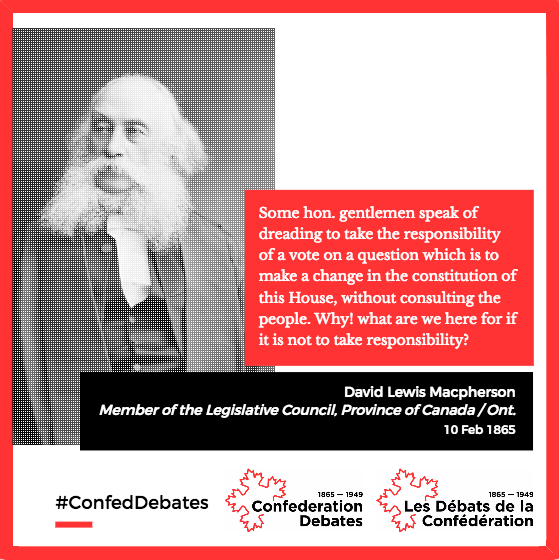 Some hon. gentlemen speak of
dreading to take the responsibility
of a vote on a question which is to
make a change in the constitution of
this House, without consulting the
people. Why! what are we here for if
it is not to take responsibility?
David Lewis Macpherson
Member of the Legislative Council, Province of Canada / Ont.
10 Feb 1865
#ConfedDebates
1865 — 1949
Confederation
Debates
1865 — 1949
Les Débats de la
Confédération